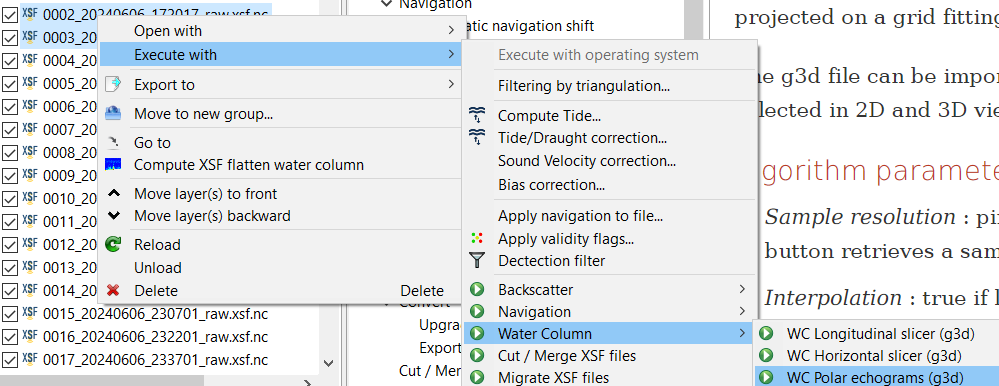 XSF 0002_20240606_172017_raw.xsf.nc
XSF 0003_
XSF 0004_20
XSF 0005_20
XSF 0006_20
XSF 0007_20
XSF 0008_20
XSF 0009_20
XSF 0010_20
XSF 0011_20
XSF 0012_20
XSF 0013_20
XSF 0014_20
XSF 0015_20240606_230701_raw.xsf.nc
XSF 0016_20240606_232201_raw.xsf.nc
XSF 0017_20240606_233701_raw.xsf.nc
Open with
Execute with
Export to
Move to new group...
Go to
Compute XSF flatten water column
Move layer(s) to front
Move layer(s) backward
Reload
Unload
Delete Delete
Navigation
atic navigation shift
Convert
Upgra
Export
Cut / Mer
Execute with operating system
Filtering by triangulation...
Compute Tide...
Tide/Draught correction...
Sound Velocity correction...
Bias correction...
Apply navigation to file...
Apply validity flags...
Dectection filter
Backscatter
Navigation
Water Column
Cut / Merge XSF files
Migrate XSF files
WC Longitudinal slicer (g3d)
WC Horizontal slicer (g3d)
WC Polar echograms (g3d)
projected on a grid fitting
e g3d file can be impor
lected in 2D and 3D vie
gorithm paramete
Sample resolution : pi
button retrieves a sam
Interpolation : true if l